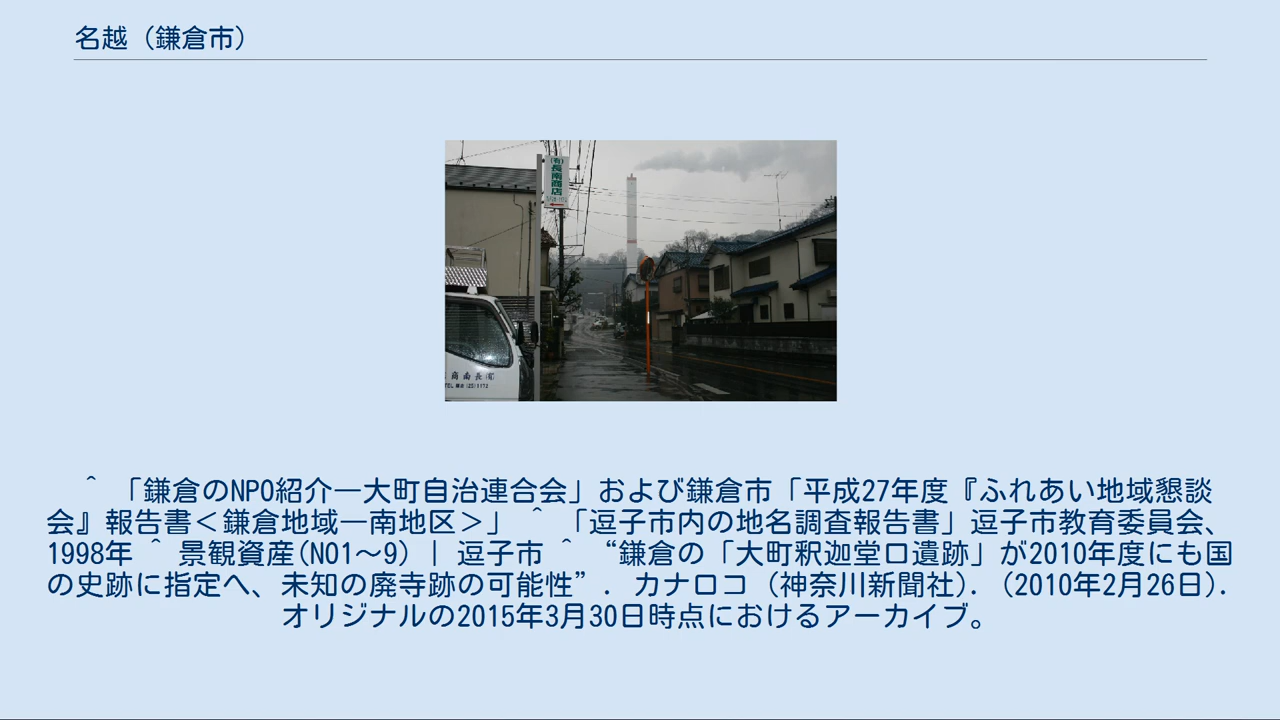 名越（鎌倉市）
(有)長南商店
商南長(有)
^ 「鎌倉のNPO紹介―大町自治連合会」および鎌倉市「平成27年度『ふれあい地域懇談
会』報告書＜鎌倉地域―南地区＞」 ^ 「逗子市内の地名調査報告書」逗子市教育委員会、
1998年 ^ 景観資産(NO1～9) | 逗子市 ^ “鎌倉の「大町釈迦堂口遺跡」が2010年度にも国
の史跡に指定へ、未知の廃寺跡の可能性”. カナロコ (神奈川新聞社). (2010年2月26日).
オリジナルの2015年3月30日時点におけるアーカイブ。